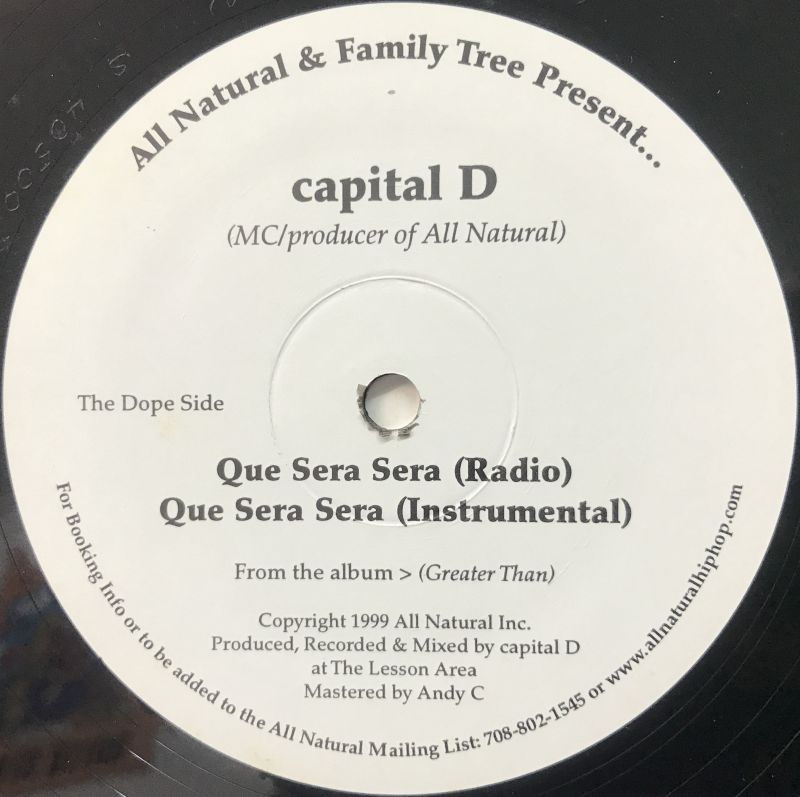 All Natural & Family Tree Present...
capital D
(MC/producer of All Natural)
The Dope Side
Que Sera Sera (Radio)
Que Sera Sera (Instrumental)
From the album > (Greater Than)
Copyright 1999 All Natural Inc.
Produced, Recorded & Mixed by capital D
at The Lesson Area
Mastered by Andy C
For Booking Info or to be added to the All Natural Mailing List: 708-802-1545 or www.allnaturalhiphop.com